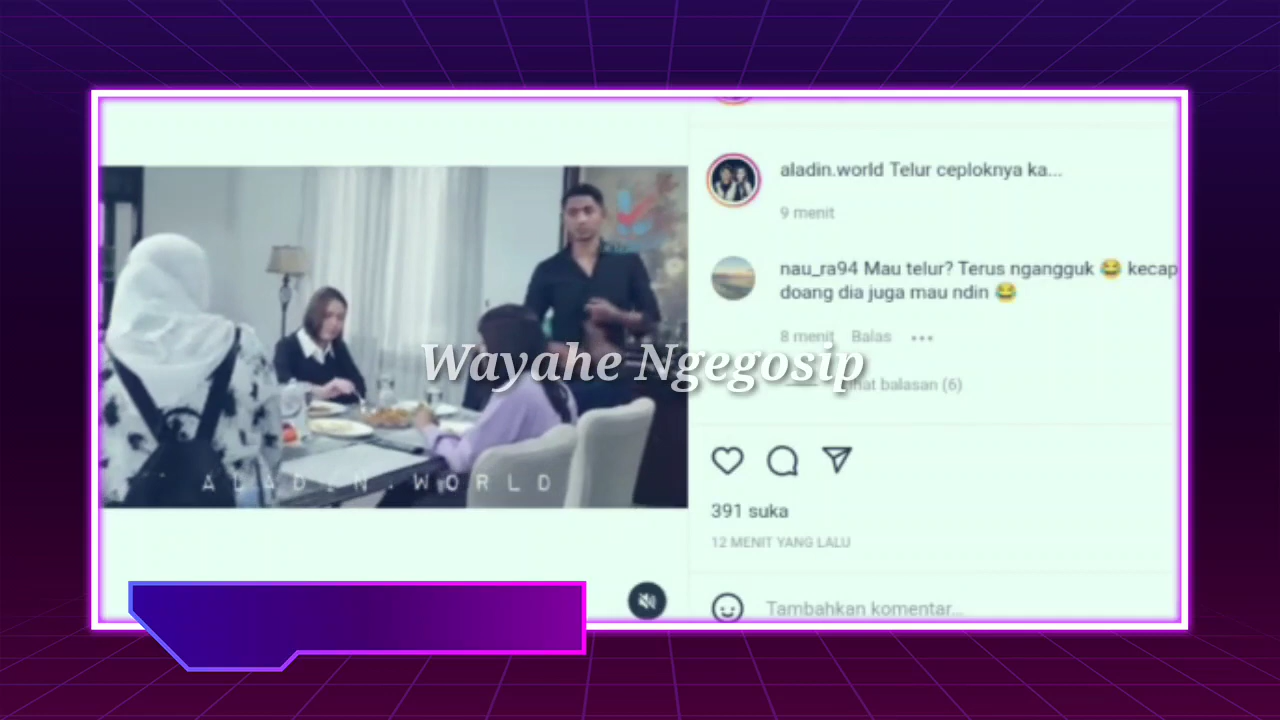 aladin.world Telur ceploknya ka...
9 menit
nau_ra94 Mau telur? Terus ngangguk 😂 kecap
doang dia juga mau ndin 😂
8 menit Balas •••
Wayahe Ngegosip
hat balasan (6)
ALADIN.WORLD
391 suka
12 MENIT YANG LALU
Tambahkan komentar...